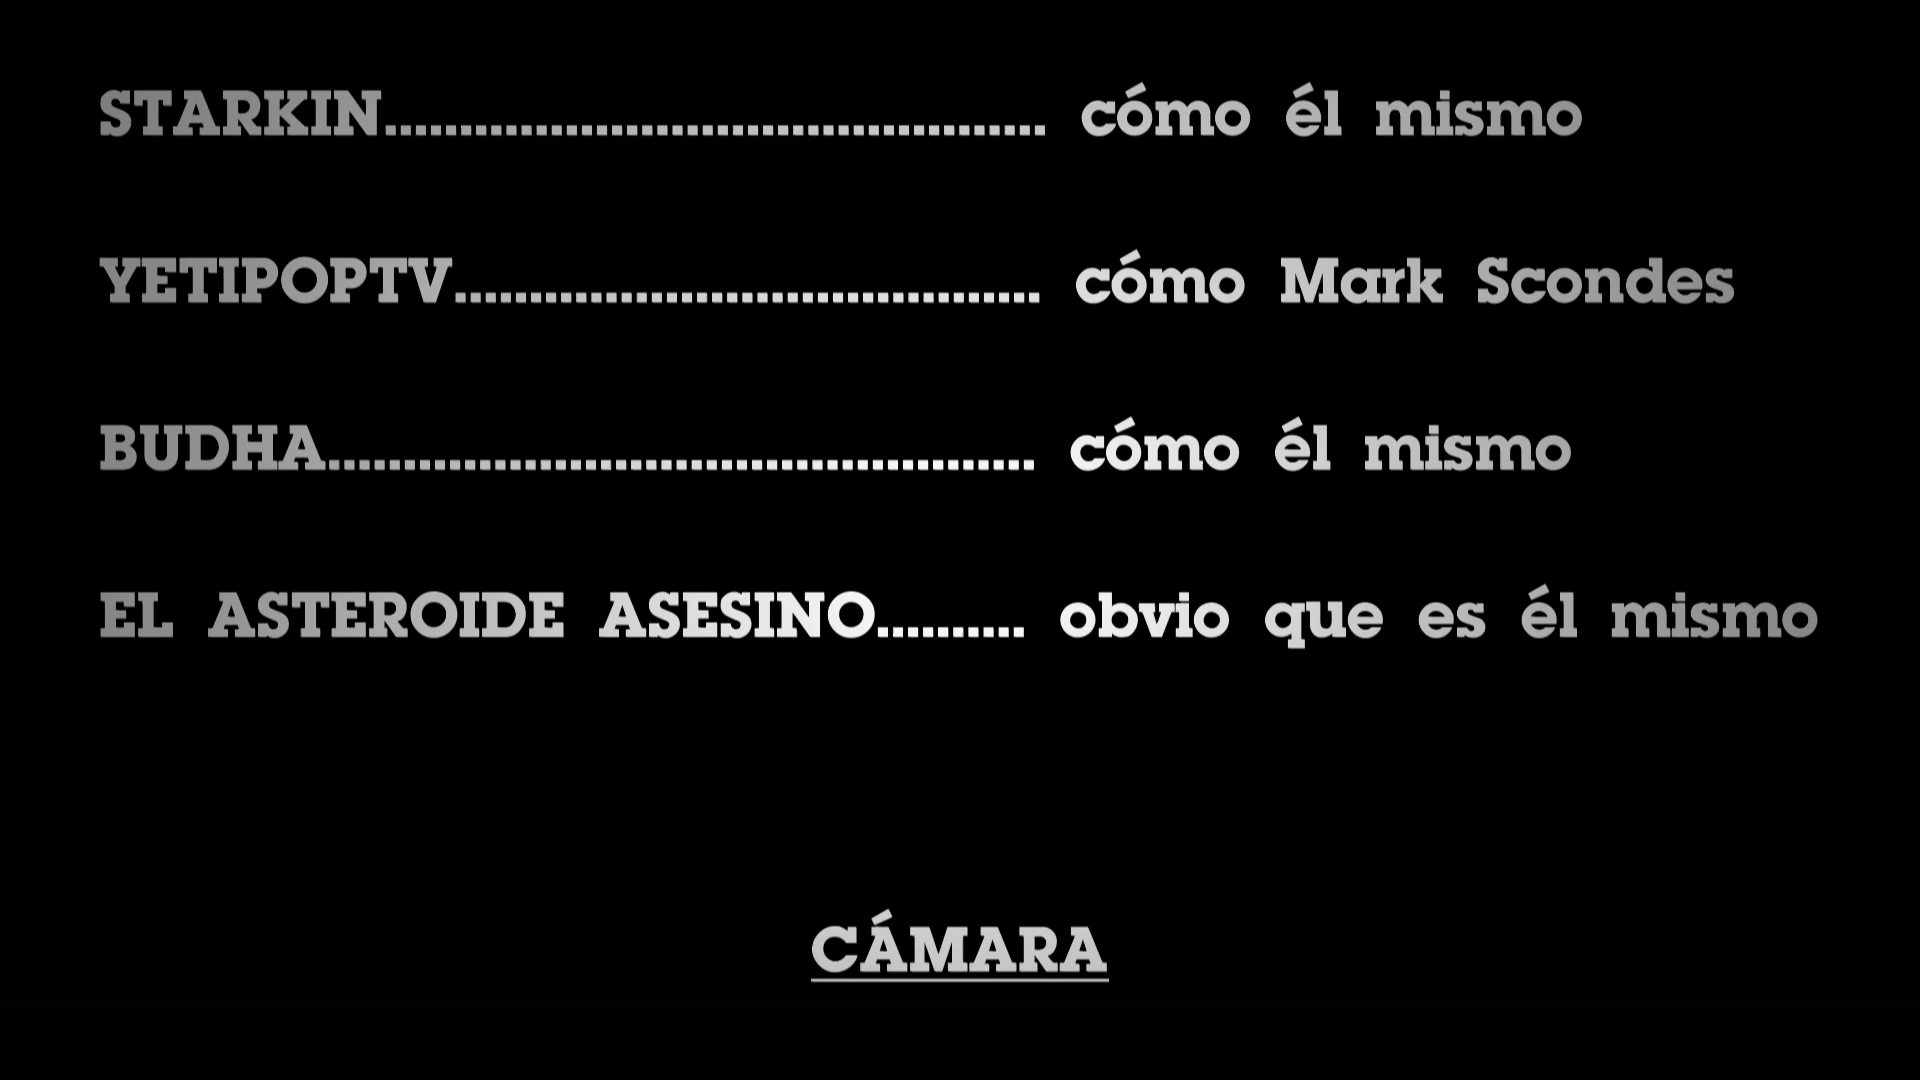 STARKIN............................................ cómo él mismo
YETIPOPTV....................................... cómo Mark Scondes
BUDHA............................................... cómo él mismo
EL ASTEROIDE ASESINO.......... obvio que es él mismo
CÁMARA